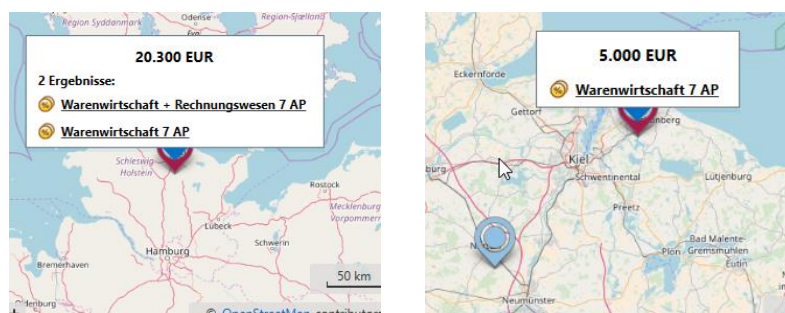 Odense
Region Syddanmark
Region Sjælland
20.300 EUR
2 Ergebnisse:
Warenwirtschaft + Rechnungswesen 7 AP
Warenwirtschaft 7 AP
Schleswig-
Holstein
Rostock
Mecklenburg-
Vorpommern
Lübeck
Hamburg
Schwerin
Bremerhaven
50 km
© OpenStreetMap contributors
5.000 EUR
Warenwirtschaft 7 AP
Eckernförde
Gettorf
Kiel
Schwentinental
Lütjenburg
Preetz
Bad Malente-
Gremsmühlen
Plön
Eutin
Neumünster